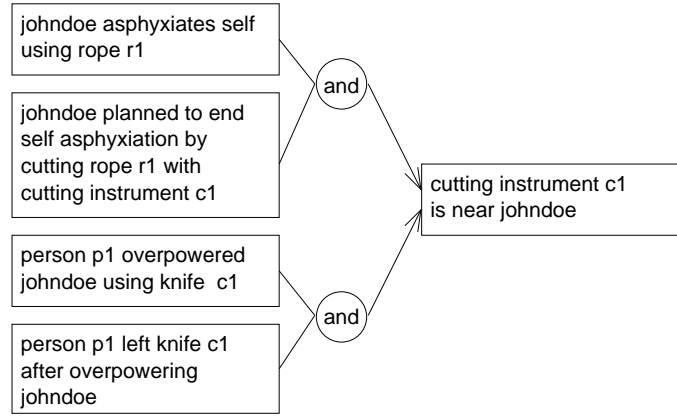 johndoe asphyxiates self
using rope r1
and
johndoe planned to end
self asphyxiation by
cutting rope r1 with
cutting instrument c1
cutting instrument c1
is near johndoe
person p1 overpowered
johndoe using knife c1
and
person p1 left knife c1
after overpowering
johndoe